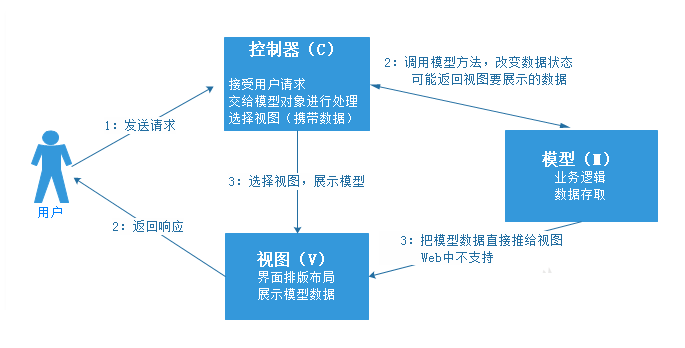 控制器（C）
接受用户请求
交给模型对象进行处理
选择视图（携带数据）
2：调用模型方法，改变数据状态
可能返回视图要展示的数据
1：发送请求
模型（M）
业务逻辑
数据存取
3：选择视图，展示模型
用户
2：返回响应
视图（V）
界面排版布局
展示模型数据
3：把模型数据直接推给视图
Web中不支持